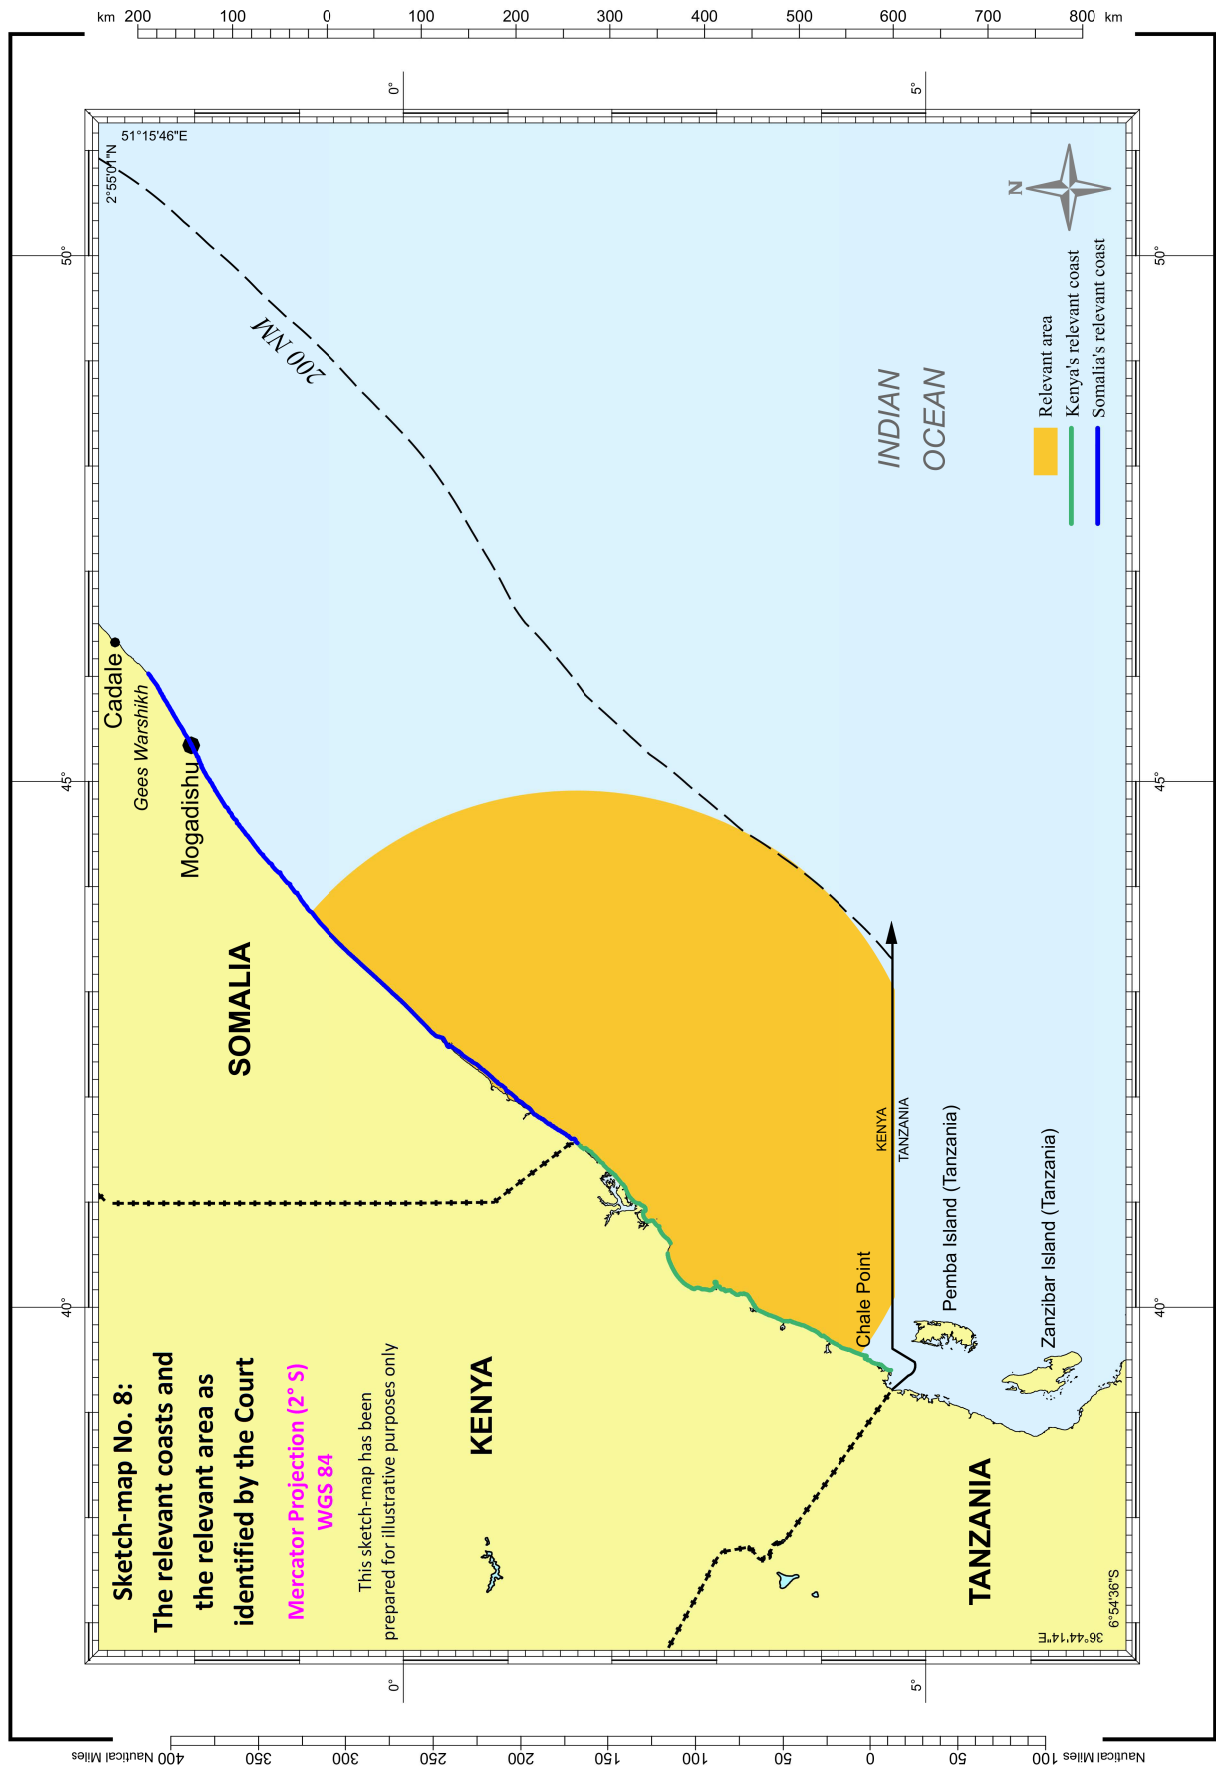 km 200 100 0 100 200 300 400 500 600 700 800 km
0°
5°
51°15'46"E
2°55'01"N
50°
50°
N
200 NM
INDIAN
OCEAN
Relevant area
Kenya's relevant coast
Somalia's relevant coast
Cadale
Gees Warshikh
Mogadishu
45°
45°
SOMALIA
KENYA
TANZANIA
Chale Point
Pemba Island (Tanzania)
Zanzibar Island (Tanzania)
40°
40°
Sketch-map No. 8:
The relevant coasts and
the relevant area as
identified by the Court
Mercator Projection (2° S)
WGS 84
This sketch-map has been
prepared for illustrative purposes only
KENYA
TANZANIA
36°44'14"E
6°54'36"S
0°
5°
Nautical Miles 400 350 300 250 200 150 100 50 0 50 100 Nautical Miles